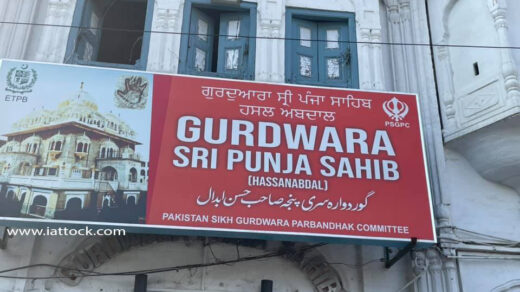 ETPB
ਗੁਰਦੁਆਰਾ ਸ੍ਰੀ ਪੰਜਾ ਸਾਹਿਬ
ਹਸਲ ਅਬਦਾਲ
PSGPC
GURDWARA
SRI PUNJA SAHIB
(HASSANABDAL)
گوردوارہ سری پنجہ صاحب حسن ابدال
PAKISTAN SIKH GURDWARA PARBANDHAK COMMITTEE
www.iattock.com